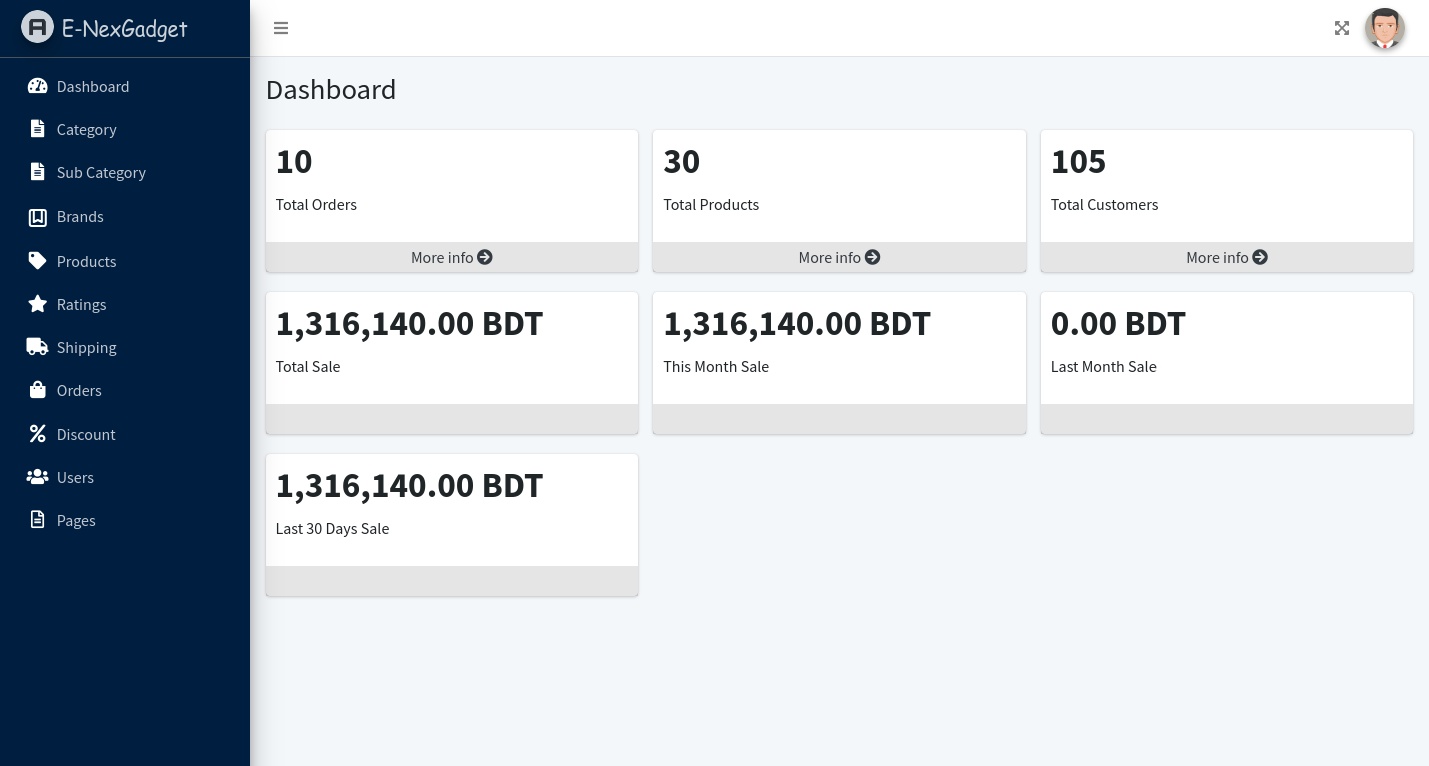 E-NexGadget
Dashboard
Category
Sub Category
Brands
Products
Ratings
Shipping
Orders
Discount
Users
Pages
Dashboard
10
Total Orders
More info
30
Total Products
More info
105
Total Customers
More info
1,316,140.00 BDT
Total Sale
1,316,140.00 BDT
This Month Sale
0.00 BDT
Last Month Sale
1,316,140.00 BDT
Last 30 Days Sale